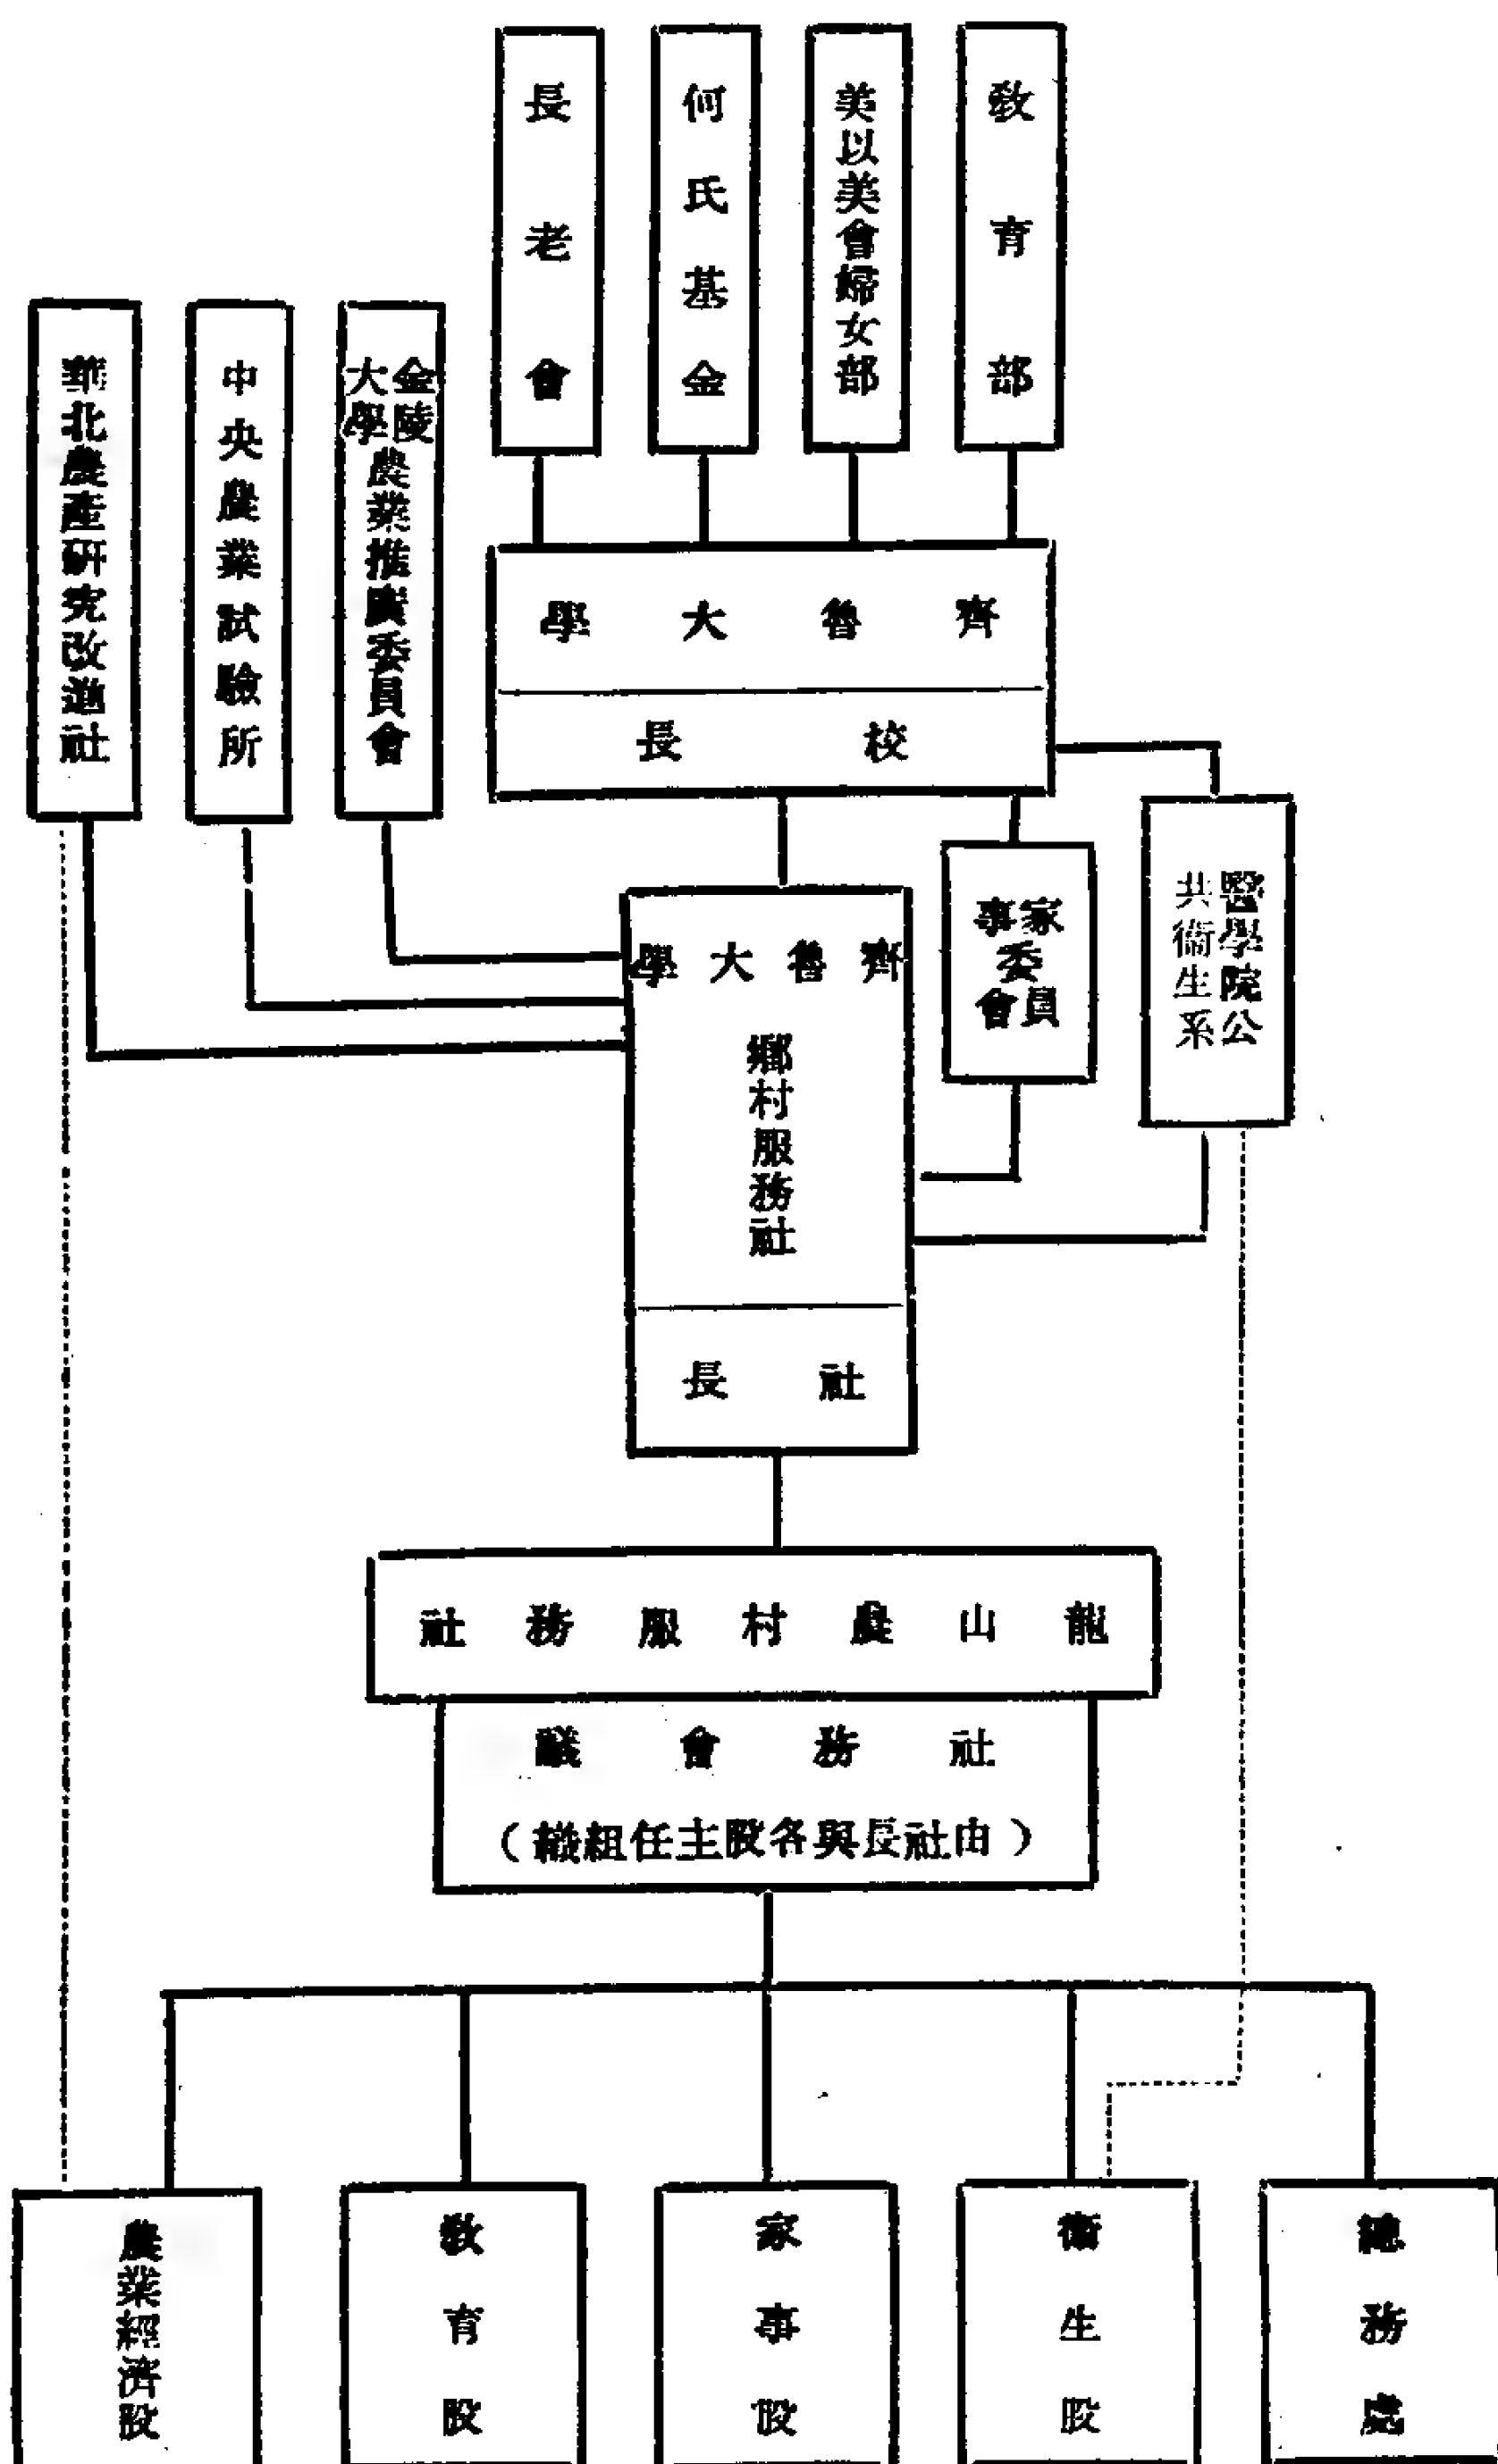 教育部
美以美會婦女部
何氏基金
長老會
齊魯大學
校長
金陵大學農業推廣委員會
中央農業試驗所
華北農產研究改進社
醫學院公共衞生系
家事委員會
齊魯大學
鄉村服務社
社長
龍山農村服務社
社務會議
(由社長與各股主任組織)
總務處
衞生股
家事股
教育股
農業經濟股